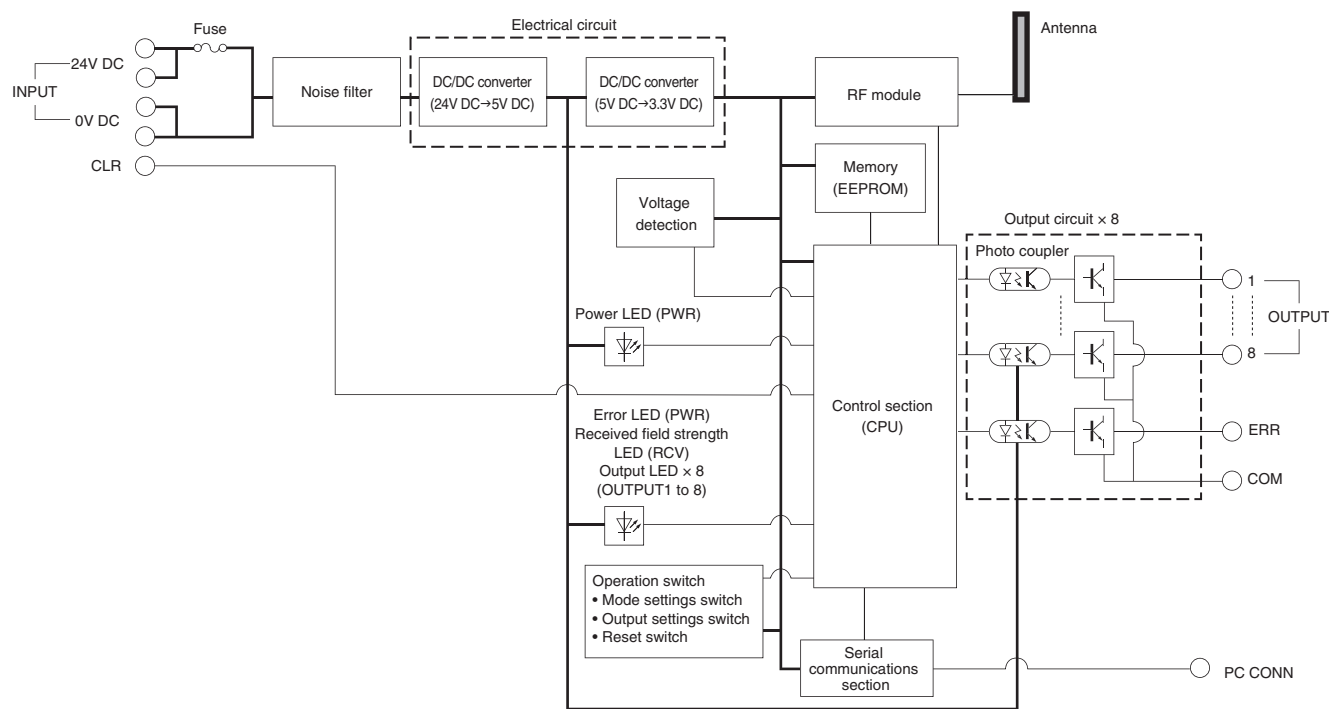 Fuse
Electrical circuit
Antenna
24V DC
INPUT
0V DC
CLR
Noise filter
DC/DC converter
(24V DC→5V DC)
DC/DC converter
(5V DC→3.3V DC)
RF module
Memory
(EEPROM)
Voltage
detection
Output circuit × 8
Photo coupler
1
OUTPUT
8
Power LED (PWR)
Control section
(CPU)
Error LED (PWR)
Received field strength
LED (RCV)
Output LED × 8
(OUTPUT1 to 8)
ERR
COM
Operation switch
• Mode settings switch
• Output settings switch
• Reset switch
Serial
communications
section
PC CONN